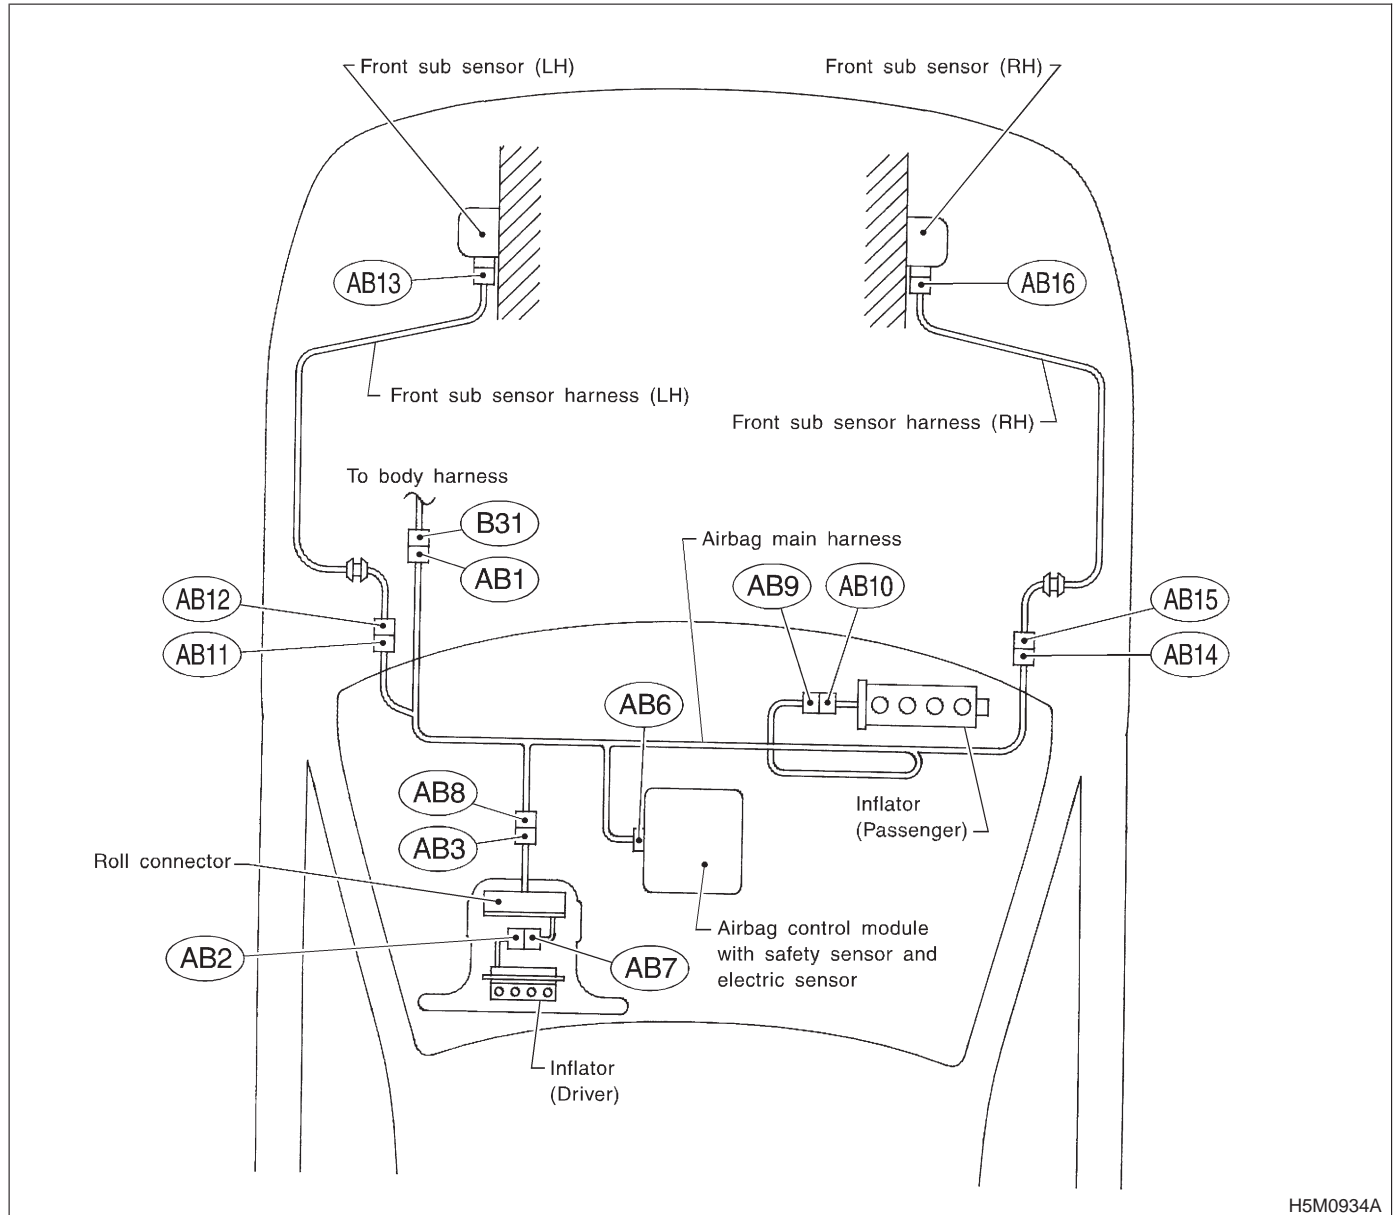 Front sub sensor (LH)
Front sub sensor (RH)
AB13
AB16
Front sub sensor harness (LH)
Front sub sensor harness (RH)
To body harness
B31
AB1
Airbag main harness
AB9
AB10
AB12
AB11
AB15
AB14
AB6
AB8
AB3
Inflator
(Passenger)
Roll connector
Airbag control module
with safety sensor and
electric sensor
AB2
AB7
Inflator
(Driver)
H5M0934A